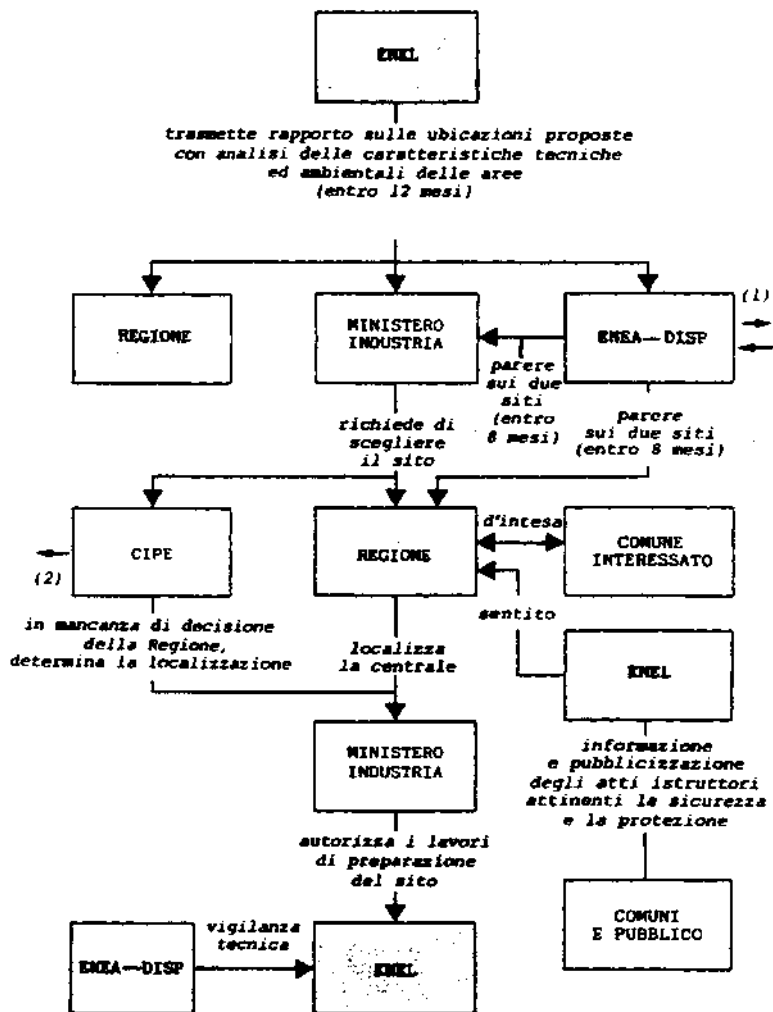 ENEL
trasmette rapporto sulle ubicazioni proposte
con analisi delle caratteristiche tecniche
ed ambientali delle aree
(entro 12 mesi)
REGIONE
MINISTERO
INDUSTRIA
ENEA—DISP
(1)
parere
sui due
siti
(entro
8 mesi)
richiede di
scegliere
il sito
parere
sui due siti
(entro 8 mesi)
CIPE
(2)
REGIONE
d'intesa
COMUNE
INTERESSATO
in mancanza di decisione
della Regione,
determina la localizzazione
localizza
la centrale
sentito
ENEL
MINISTERO
INDUSTRIA
informazione
e pubblicizzazione
degli atti istruttori
attinenti la sicurezza
e la protezione
autorizza i lavori
di preparazione
del sito
COMUNI
E PUBBLICO
ENEA—DISP
vigilanza
tecnica
ENEL